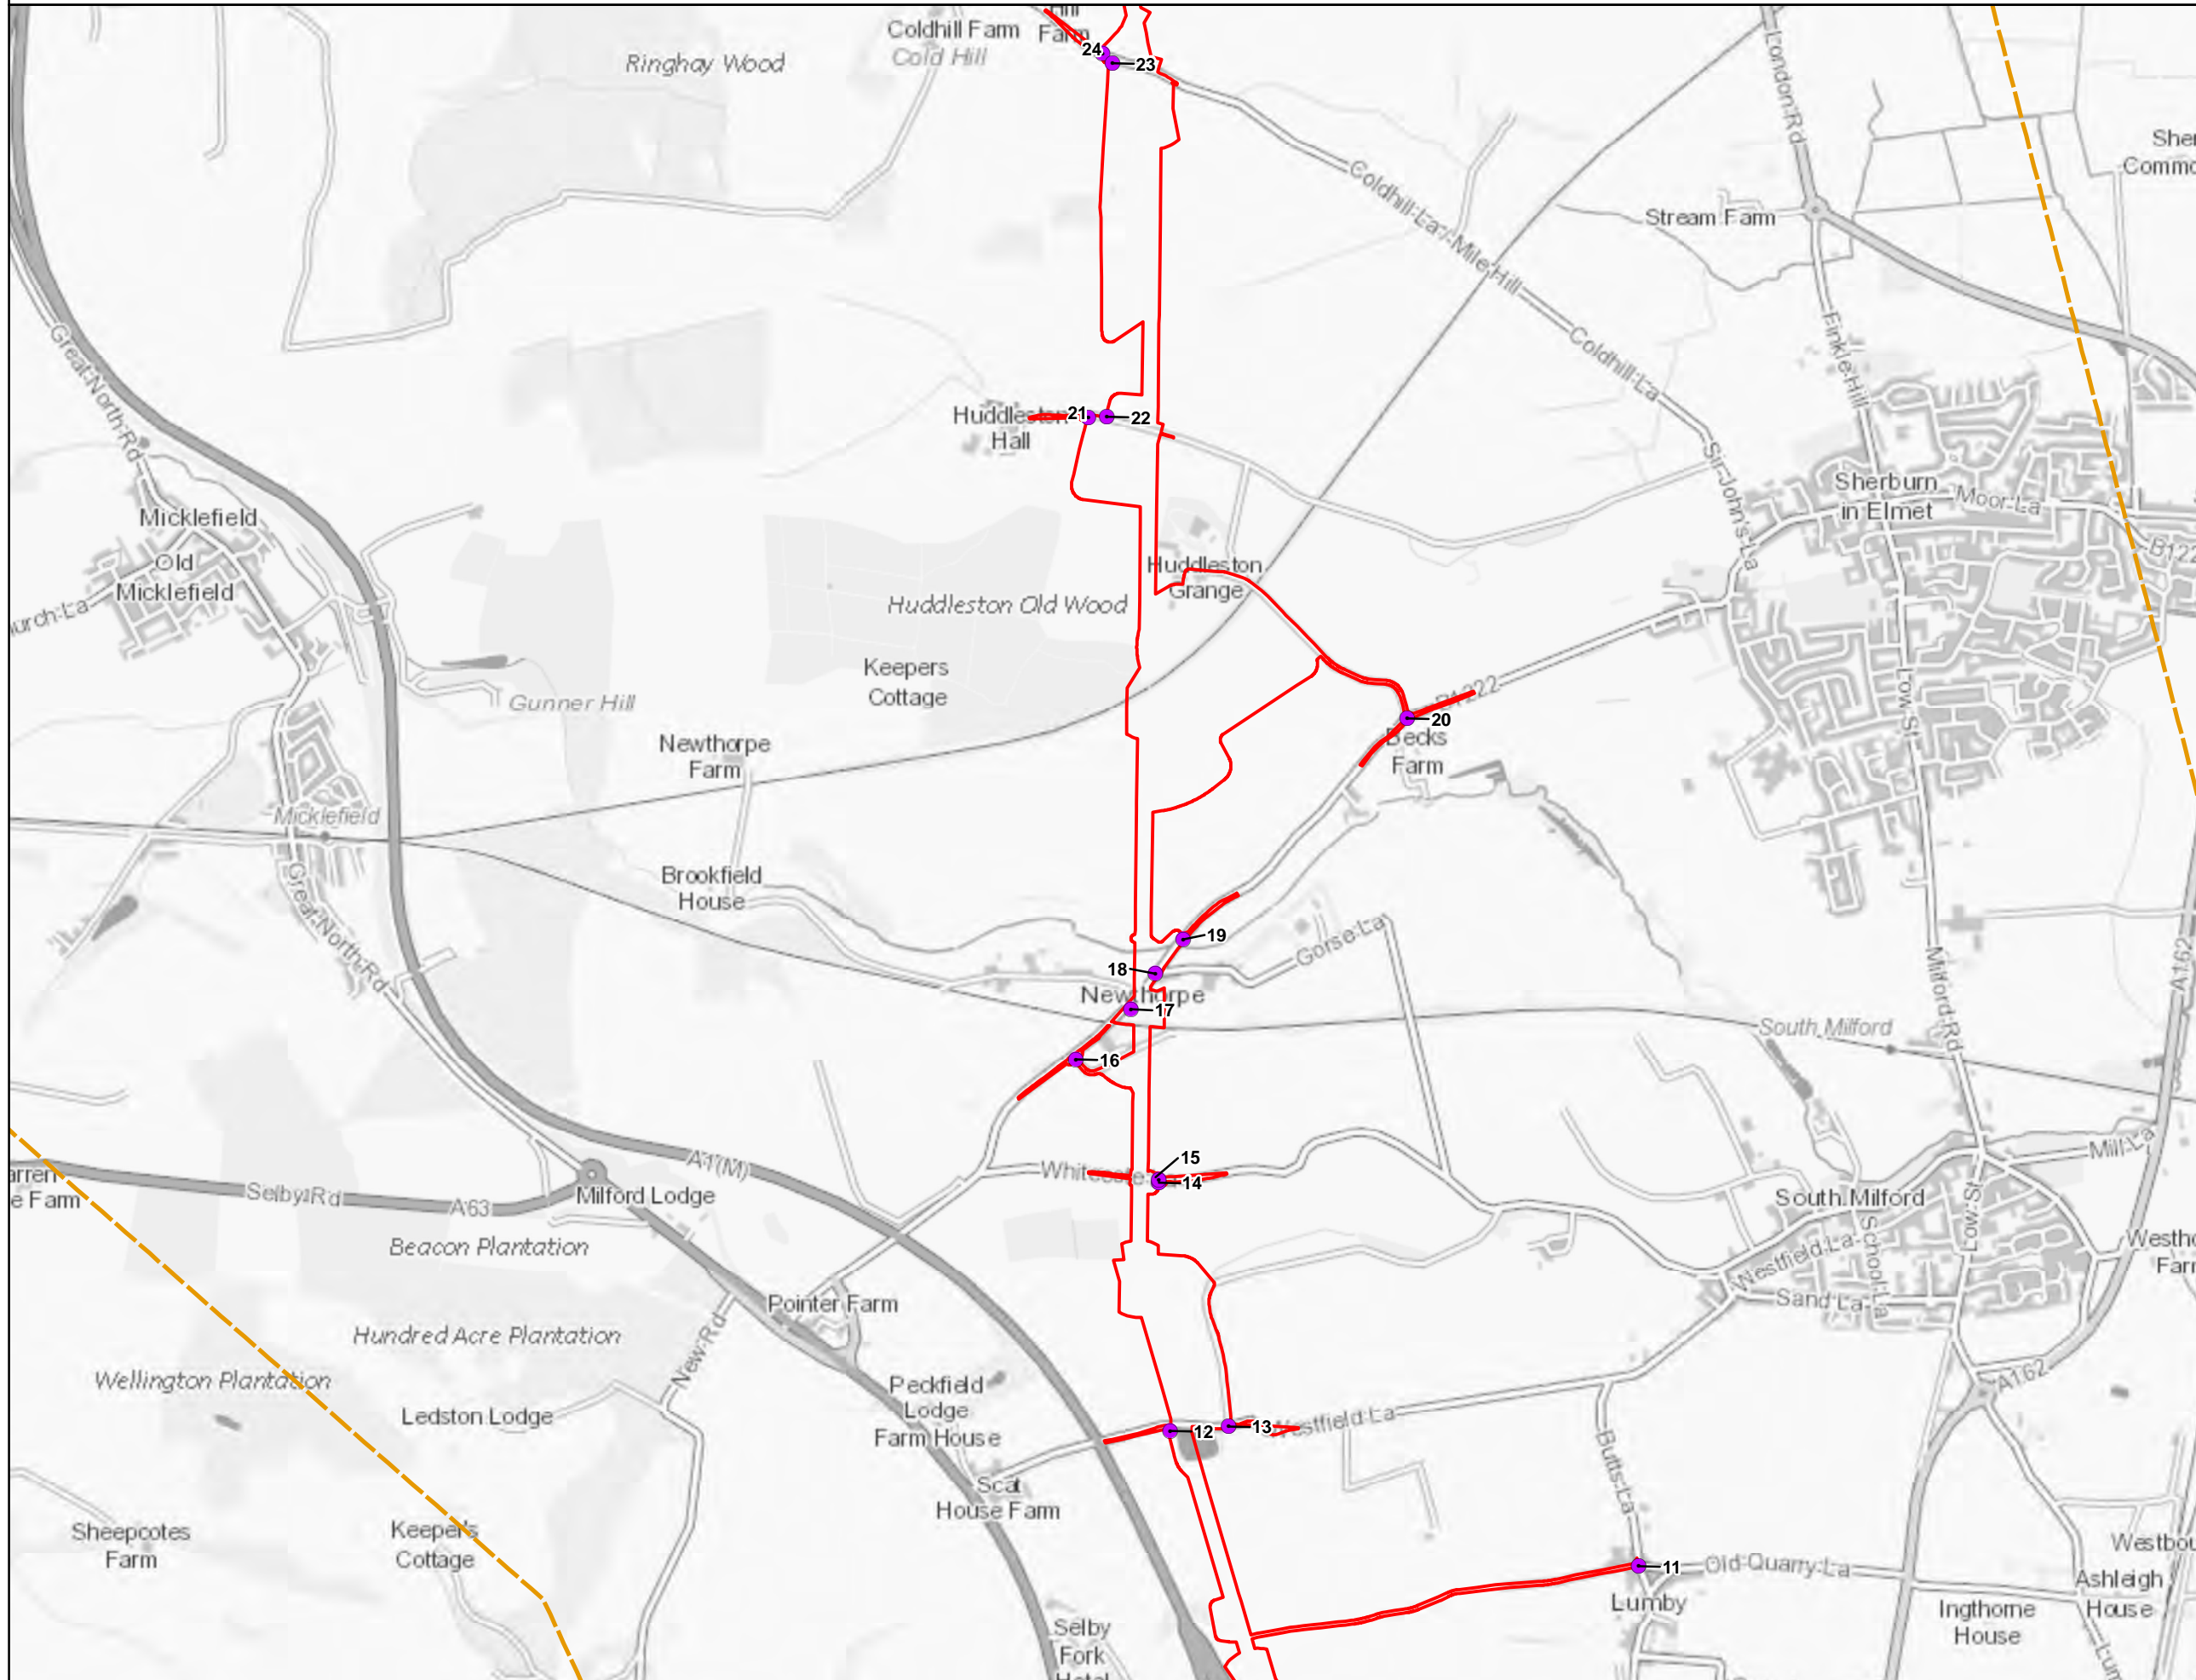 Hill
Coldhill Farm
Farm
Cold Hill
24
23
Ringhay Wood
London Rd
Stream Farm
Coldhill La / Mile Hill
Coldhill La
Sir John's La
Finkle Hill
Great North Rd
Huddleston
Hall
21
22
Sherburn
in Elmet
Moor La
Micklefield
Old
Micklefield
Huddleston
Grange
Huddleston Old Wood
Keepers
Cottage
Gunner Hill
B1222
20
Becks
Farm
Low St
Newthorpe
Farm
Micklefield
Great North Rd
Brookfield
House
19
18
Gorse La
Newthorpe
17
16
South Milford
Milford Rd
A162
15
14
A1(M)
Selby Rd
A63
Milford Lodge
Mill La
South Milford
Low St
School La
Westfield La
Sand La
Beacon Plantation
Pointer Farm
Hundred Acre Plantation
New Rd
Wellington Plantation
Ledston Lodge
Peckfield
Lodge
Farm House
12
13
Westfield La
A162
Butts La
Scat
House Farm
Sheepcotes
Farm
Keeper's
Cottage
11
Old Quarry La
Lumby
Ashleigh
House
Ingthorne
House
Selby
Fork
Hotel